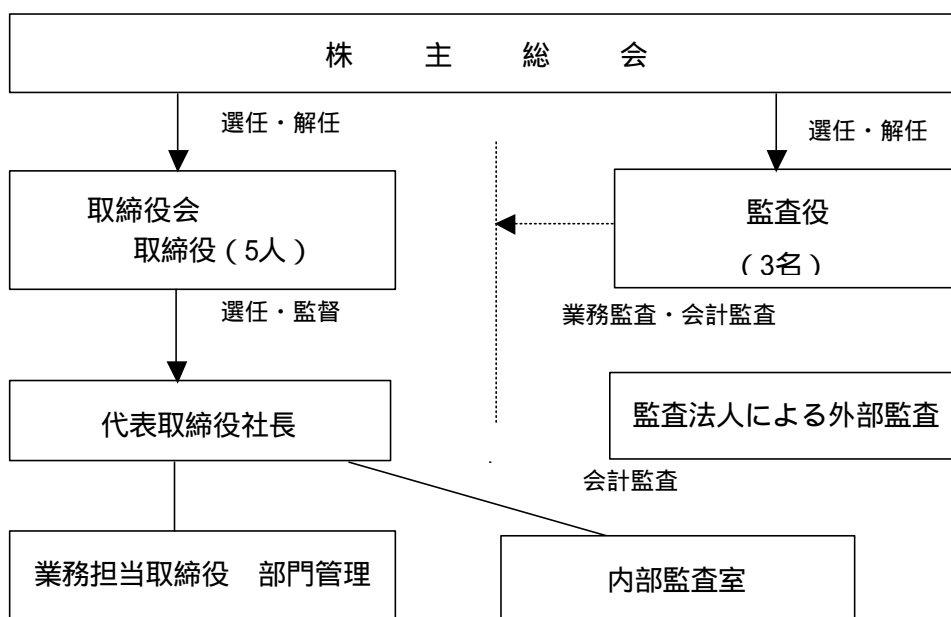 株 主 総 会
選任・解任
選任・解任
取締役会
取締役(5人)
監査役
(3名)
選任・監督
業務監査・会計監査
代表取締役社長
監査法人による外部監査
会計監査
業務担当取締役 部門管理
内部監査室